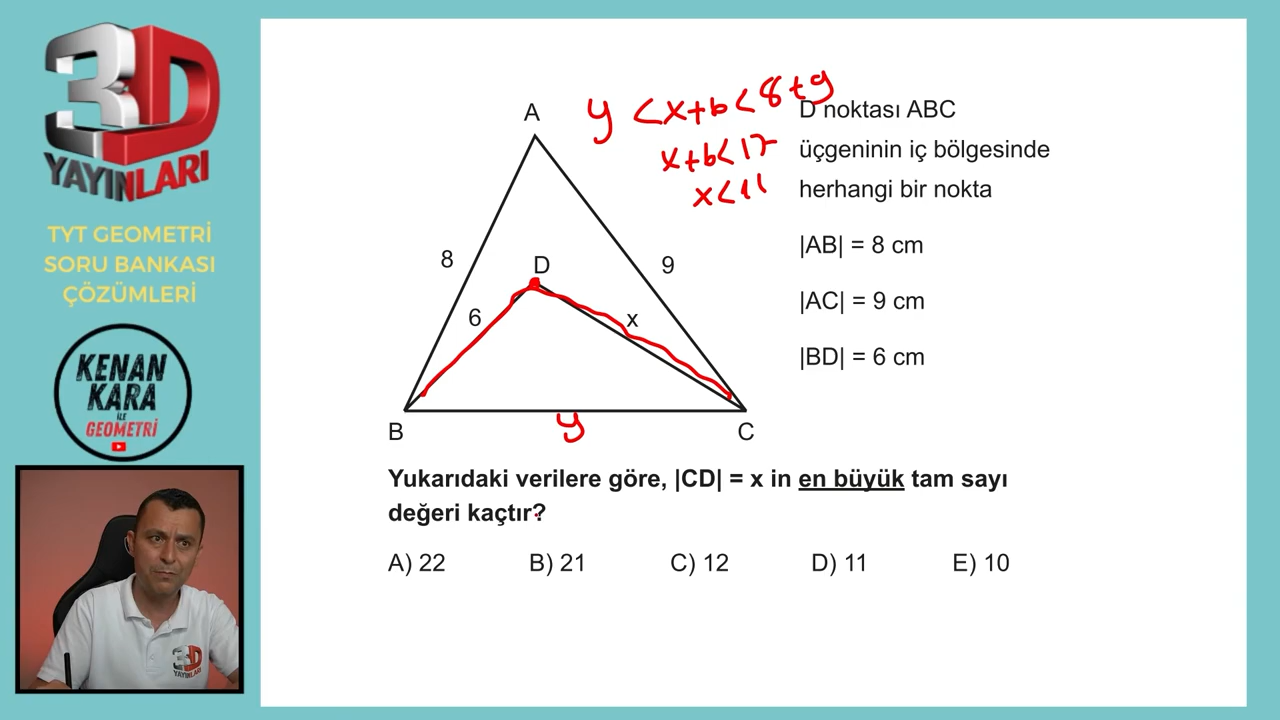 3D
YAYINLARI
TYT GEOMETRİ
SORU BANKASI
ÇÖZÜMLERİ
KENAN
KARA
İLE
GEOMETRİ
3D
YAYINLARI
A
y < x+6 < 8+9
x+6 < 17
x < 11
D noktası ABC
üçgeninin iç bölgesinde
herhangi bir nokta
|AB| = 8 cm
|AC| = 9 cm
|BD| = 6 cm
8
D
9
6
x
B
y
C
Yukarıdaki verilere göre, |CD| = x in en büyük tam sayı
değeri kaçtır?
A) 22 B) 21 C) 12 D) 11 E) 10